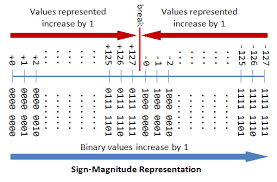 Values represented
increase by 1
break
Values represented
increase by 1
+0 0000 0000
+1 0000 0001
+2 0000 0010
+125 0111 1101
+126 0111 1110
+127 0111 1111
-0 1000 0000
-1 1000 0001
-2 1000 0010
-125 1111 1101
-126 1111 1110
-127 1111 1111
Binary values increase by 1
Sign-Magnitude Representation